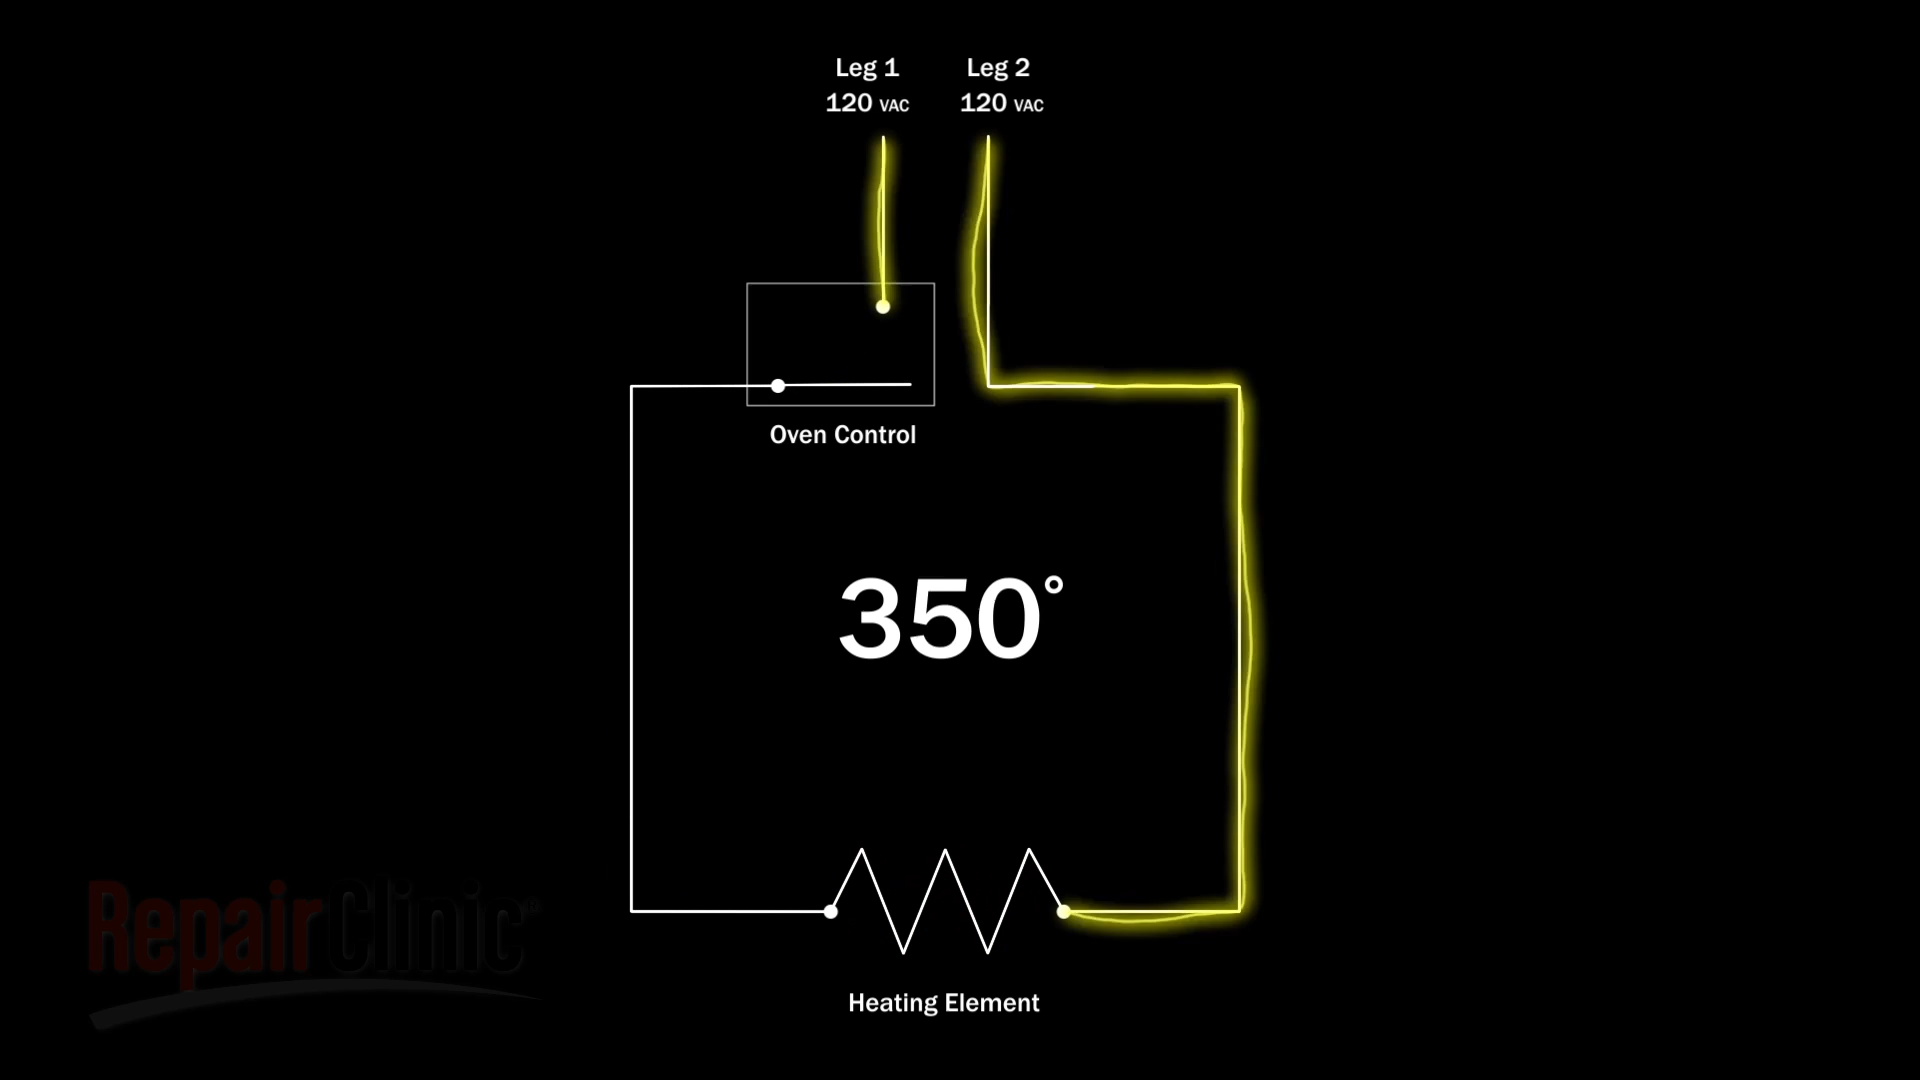 Leg 1
120 VAC
Leg 2
120 VAC
Oven Control
350°
RepairClinic®
Heating Element